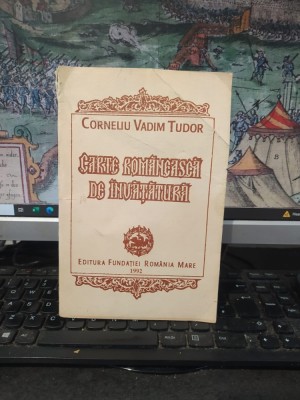 CORNELIU VADIM TUDOR
CARTE ROMÂNEASCĂ
DE ÎNVĂȚĂTURĂ
EDITURA FUNDAȚIEI ROMÂNIA MARE
1992